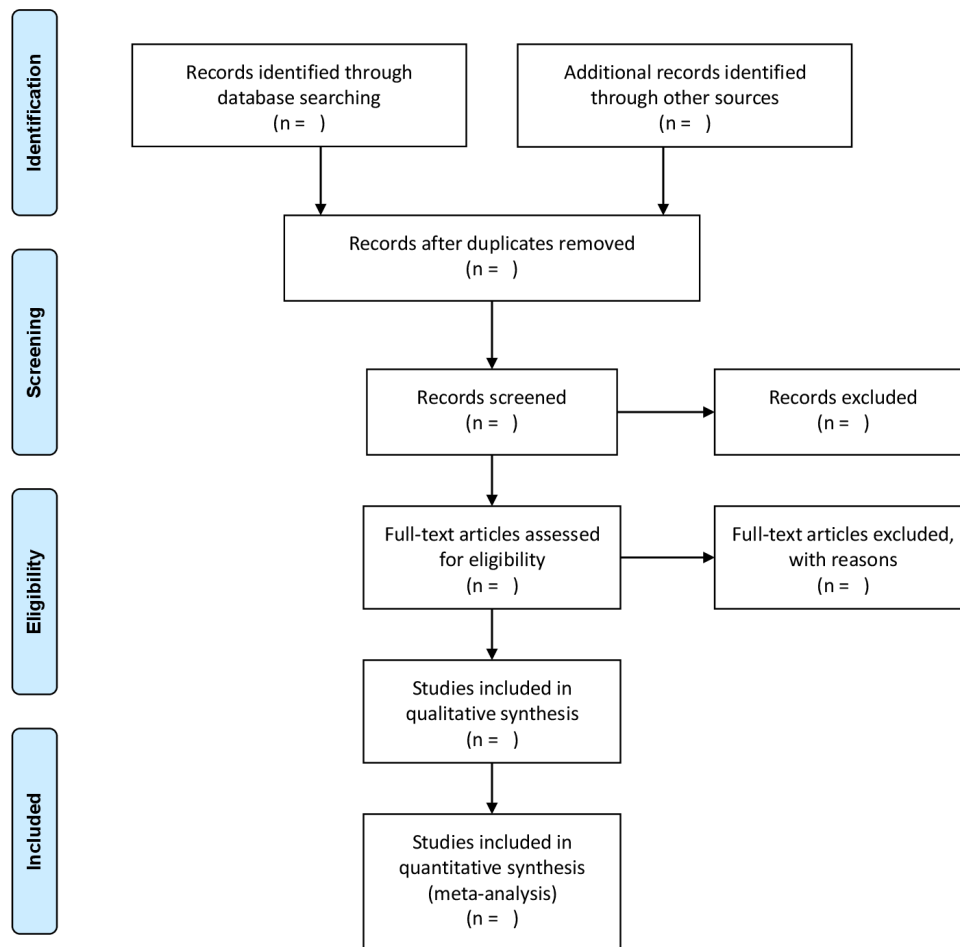 Identification
Records identified through
database searching
(n =   )
Additional records identified
through other sources
(n =   )
Records after duplicates removed
(n =   )
Screening
Records screened
(n =   )
Records excluded
(n =   )
Eligibility
Full-text articles assessed
for eligibility
(n =   )
Full-text articles excluded,
with reasons
(n =   )
Studies included in
qualitative synthesis
(n =   )
Included
Studies included in
quantitative synthesis
(meta-analysis)
(n =   )